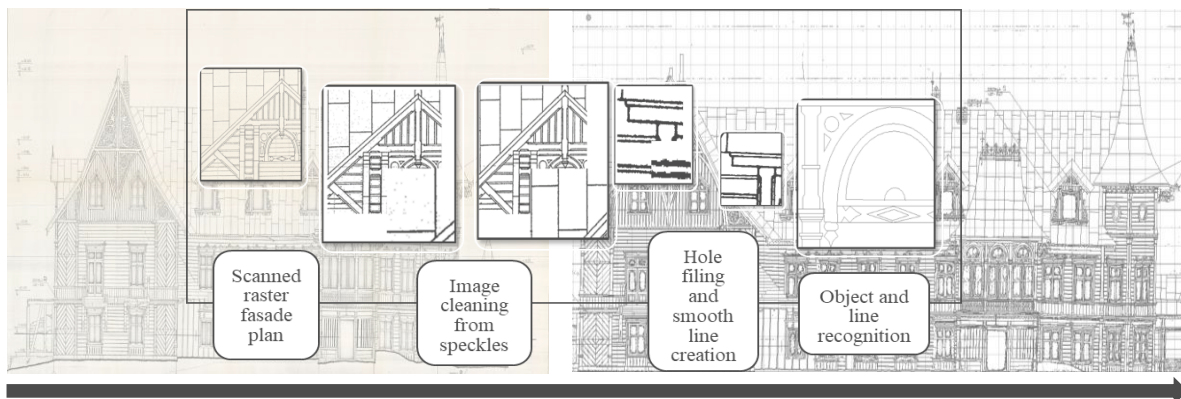 Scanned
raster
fasade
plan
Image
cleaning
from
speckles
Hole
filing
and
smooth
line
creation
Object and
line
recognition